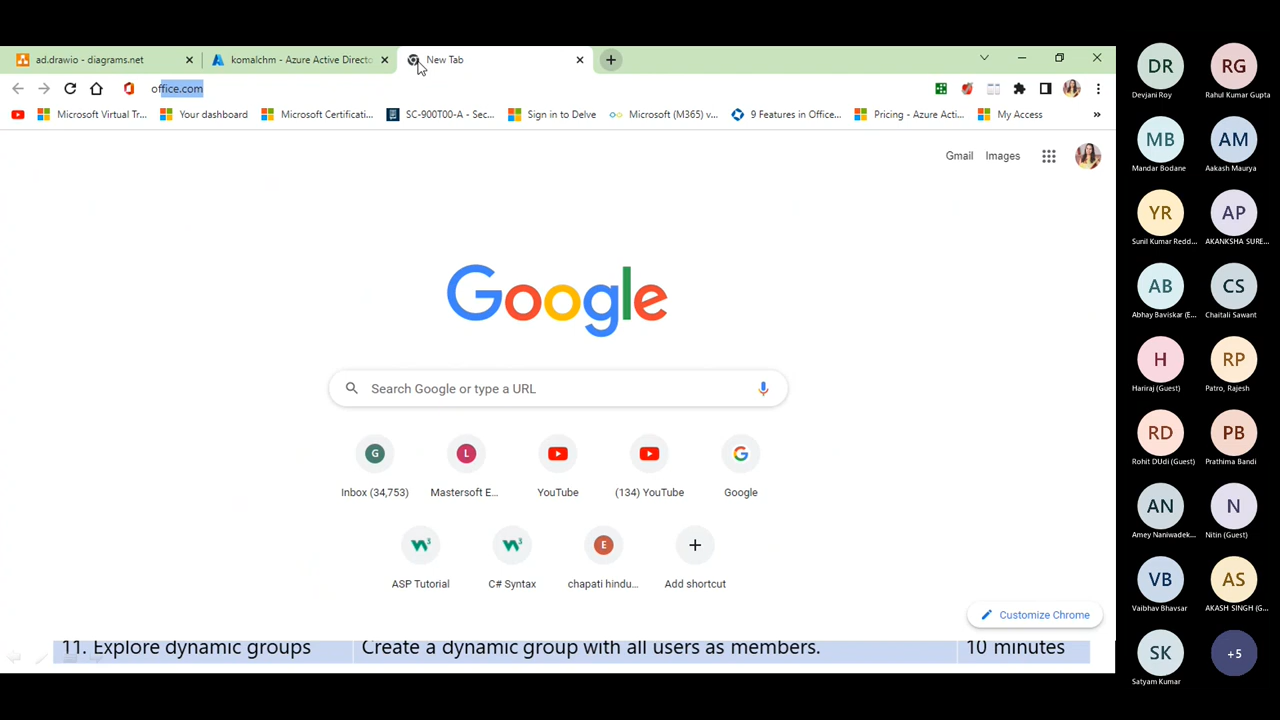 ad.drawio - diagrams.net
komalchm - Azure Active Directo
New Tab
office.com
Microsoft Virtual Tr...
Your dashboard
Microsoft Certificati...
SC-900T00-A - Sec...
Sign in to Delve
Microsoft (M365) v...
9 Features in Office...
Pricing - Azure Acti...
My Access
»
Gmail
Images
Google
Search Google or type a URL
G
L
Inbox (34,753)
Mastersoft E...
YouTube
(134) YouTube
Google
E
ASP Tutorial
C# Syntax
chapati hindu...
Add shortcut
Customize Chrome
11. Explore dynamic groups
Create a dynamic group with all users as members.
10 minutes
DR
RG
Devjani Roy
Rahul Kumar Gupta
MB
AM
Mandar Bodane
Aakash Maurya
YR
AP
Sunil Kumar Redd...
AKANKSHA SURE...
AB
CS
Abhay Baviskar (E...
Chaitali Sawant
H
RP
Hariraj (Guest)
Patro, Rajesh
RD
PB
Rohit DUdi (Guest)
Prathima Bandi
AN
N
Amey Naniwadek...
Nitin (Guest)
VB
AS
Vaibhav Bhavsar
AKASH SINGH (G...
SK
+5
Satyam Kumar